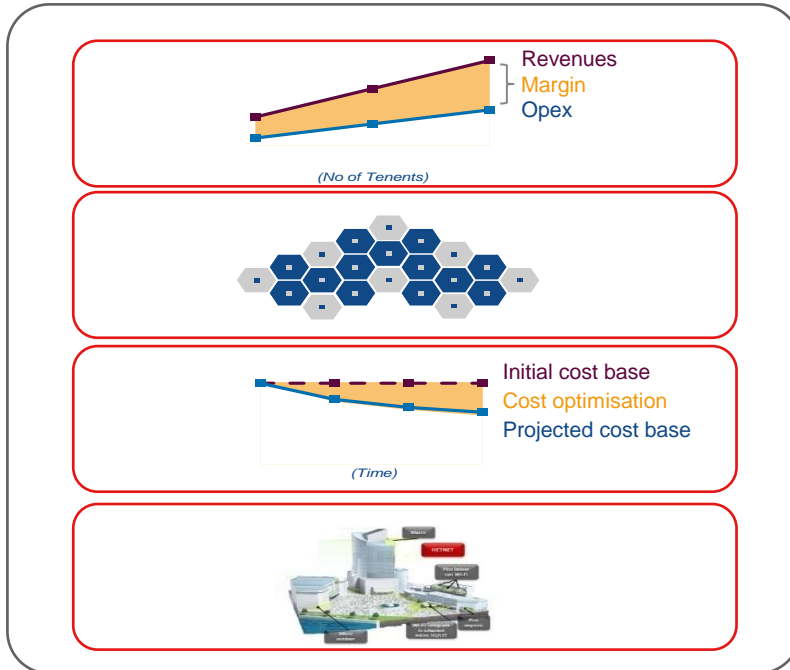 Revenues
Margin
Opex
(No of Tenents)
Initial cost base
Cost optimisation
Projected cost base
(Time)
HETNET